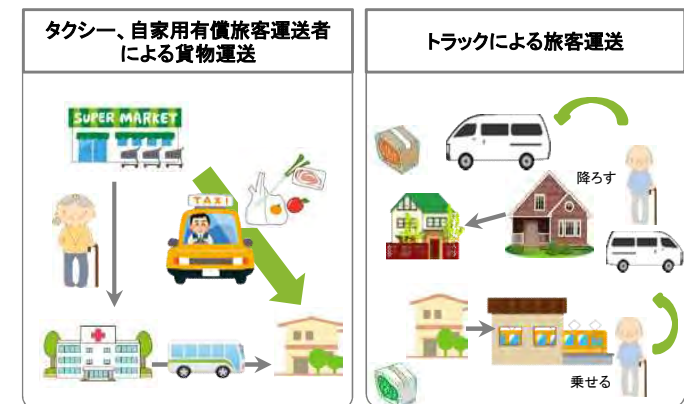 タクシー、自家用有償旅客運送者
による貨物運送
トラックによる旅客運送
SUPER MARKET
TAXI
降ろす
乗せる